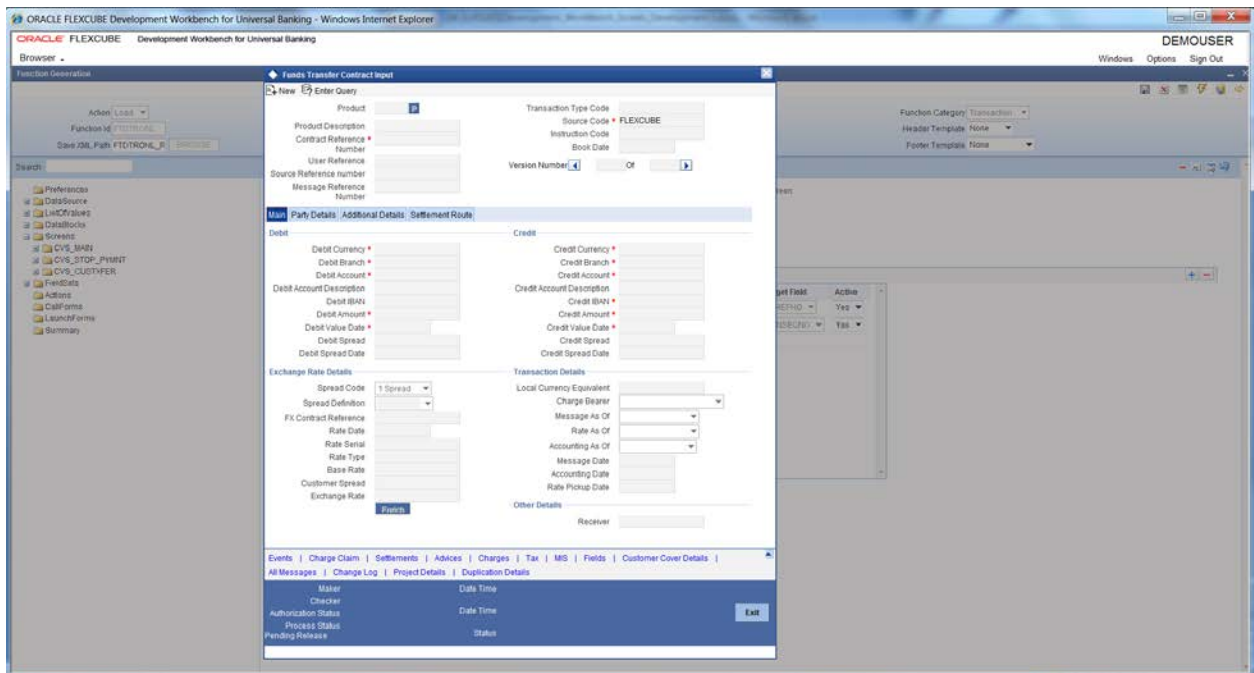 ORACLE FLEXCUBE Development Workbench for Universal Banking - Windows Internet Explorer
ORACLE FLEXCUBE Development Workbench for Universal Banking
DEMOUSER
Browser
Windows Options Sign Out
Function Generation
Action Load
Function Id FTDTRONL
Save XML Path FTDTRONL_R BROWSE
Function Category Transaction
Header Template None
Footer Template None
Search
Preferences
DataSource
ListOfValues
DataBlocks
Screens
CVS_MAIN
CVS_STOP_PYMNT
CVS_CUSTXFER
FieldSets
Actions
CallForms
LaunchForms
Summary
Funds Transfer Contract Input
New Enter Query
Product
P
Product Description
Contract Reference *
Number
User Reference
Source Reference number
Message Reference
Number
Transaction Type Code
Source Code * FLEXCUBE
Instruction Code
Book Date
Version Number Of
Main Party Details Additional Details Settlement Route
Debit
Debit Currency *
Debit Branch *
Debit Account *
Debit Account Description
Debit IBAN
Debit Amount *
Debit Value Date *
Debit Spread
Debit Spread Date
Credit
Credit Currency *
Credit Branch *
Credit Account *
Credit Account Description
Credit IBAN *
Credit Amount *
Credit Value Date *
Credit Spread
Credit Spread Date
Exchange Rate Details
Spread Code 1 Spread
Spread Definition
FX Contract Reference
Rate Date
Rate Serial
Rate Type
Base Rate
Customer Spread
Exchange Rate
Transaction Details
Local Currency Equivalent
Charge Bearer
Message As Of
Rate As Of
Accounting As Of
Message Date
Accounting Date
Rate Pickup Date
Other Details
Receiver
get Field Active
REFNO Yes
Yes
Events | Charge Claim | Settlements | Advices | Charges | Tax | MIS | Fields | Customer Cover Details |
All Messages | Change Log | Project Details | Duplication Details
Maker Date Time
Checker
Authorization Status Date Time
Process Status
Pending Release Status
Exit